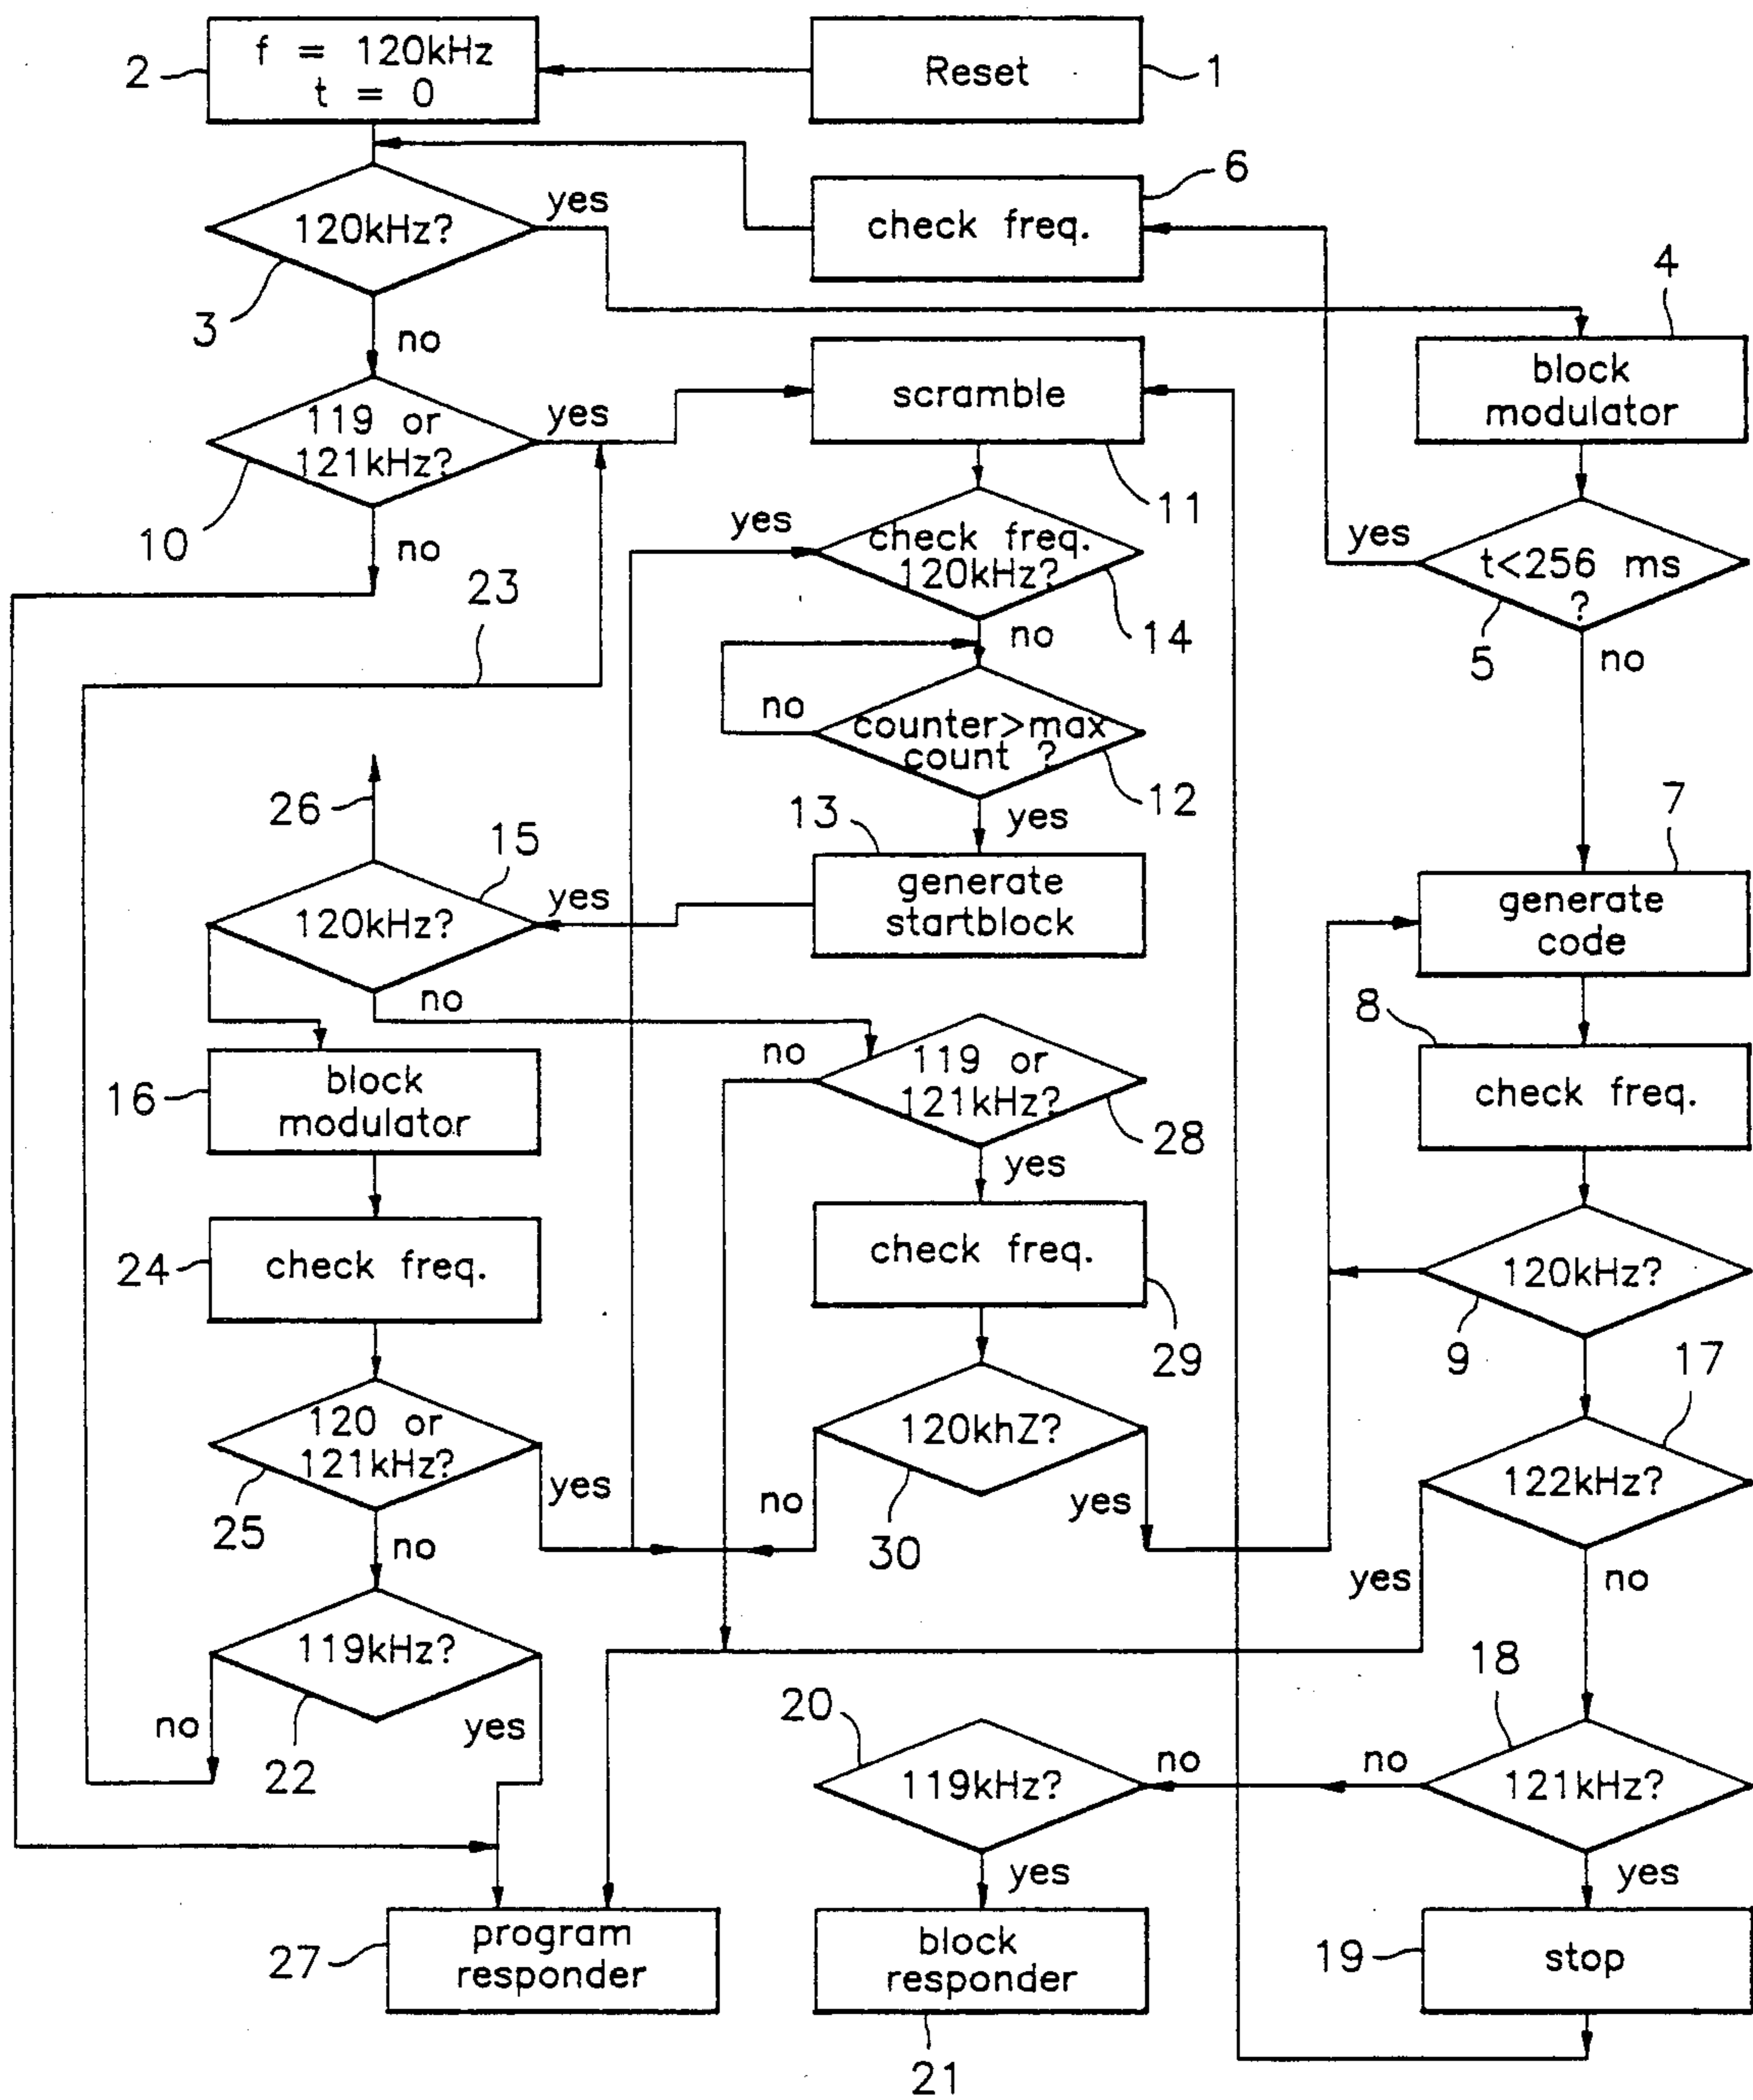 f = 120kHz
t = 0
2
Reset
1
6
120kHz?
yes
check freq.
4
3
no
block
modulator
scramble
119 or
121kHz?
yes
10
no
11
yes
check freq.
120kHz?
yes
t<256 ms
?
23
14
no
5
no
no
counter>max
count ?
12
26
13
yes
15
7
yes
120kHz?
generate
startblock
generate
code
no
8
no
119 or
121kHz?
16
block
modulator
28
check freq.
yes
24
check freq.
check freq.
120kHz?
29
9
17
120 or
121kHz?
120khZ?
yes
no
yes
122kHz?
25
no
30
yes
no
119kHz?
18
20
no
yes
22
119kHz?
no
no
121kHz?
yes
yes
27
program
responder
block
responder
19
stop
21